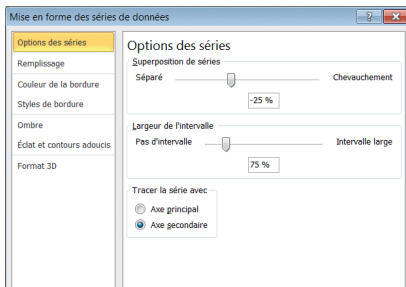 Mise en forme des séries de données
Options des séries
Remplissage
Couleur de la bordure
Styles de bordure
Ombre
Éclat et contours adoucis
Format 3D
Options des séries
Superposition de séries
Séparé Chevauchement
-25 %
Largeur de l'intervalle
Pas d'intervalle Intervalle large
75 %
Tracer la série avec
Axe principal
Axe secondaire